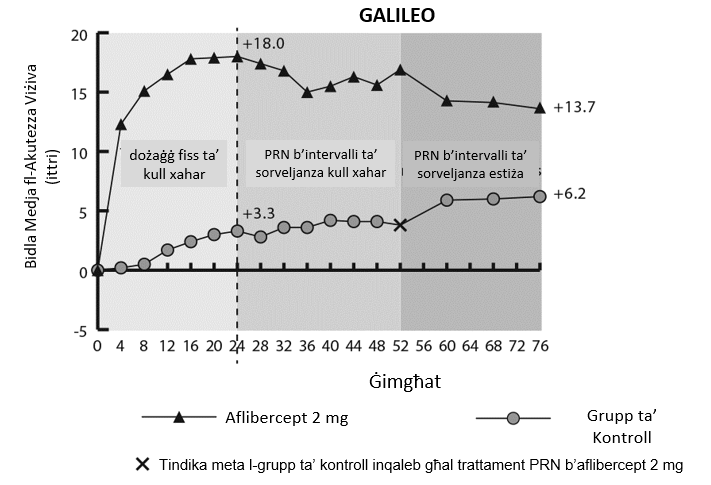 GALILEO
Bidla Medja fl-Akutezza Viżiva
(ittri)
20
15
10
5
0
-5
+18.0
+3.3
+13.7
+6.2
dożaġġ fiss ta’
kull xahar
PRN b’intervalli ta’
sorveljanza kull xahar
PRN b’intervalli ta’
sorveljanza estiża
0 4 8 12 16 20 24 28 32 36 40 44 48 52 56 60 64 68 72 76
Ġimgħat
Aflibercept 2 mg
Grupp ta’
Kontroll
Tindika meta l-grupp ta’ kontroll inqaleb għal trattament PRN b’aflibercept 2 mg